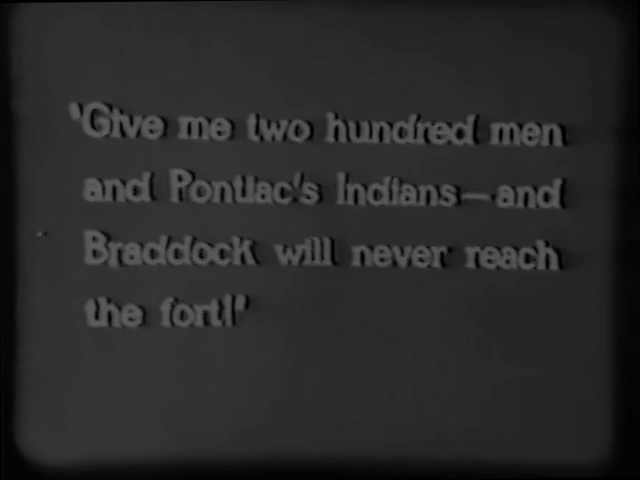 'Give me two hundred men
and Pontiac's Indians—and
Braddock will never reach
the fort!'